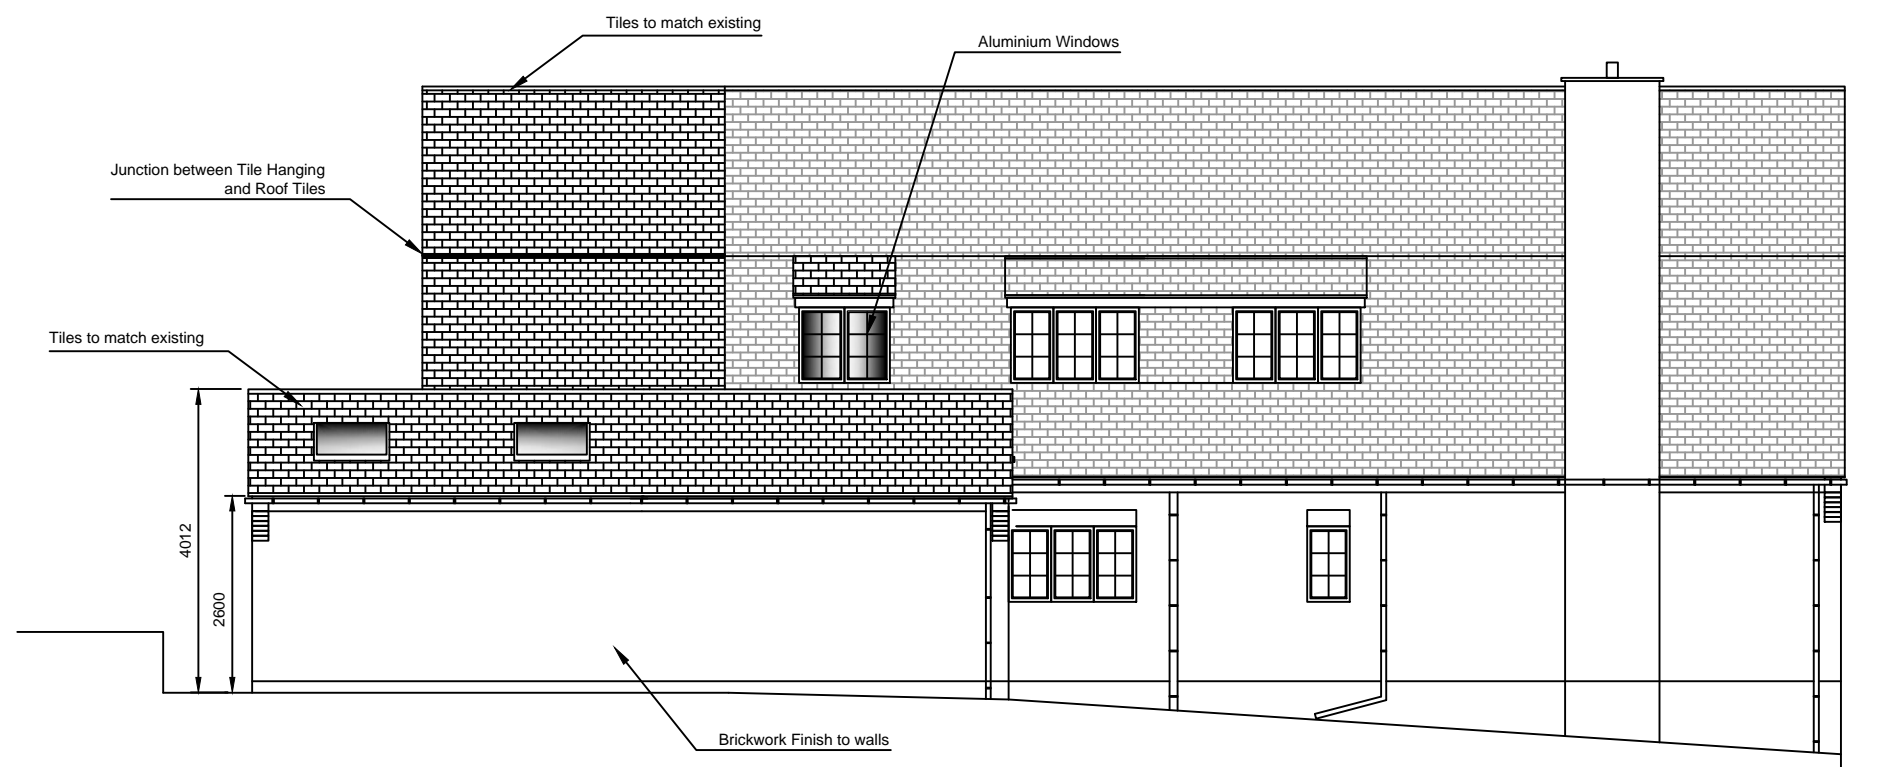 Tiles to match existing
Aluminium Windows
Junction between Tile Hanging
and Roof Tiles
Tiles to match existing
4012
2600
Brickwork Finish to walls